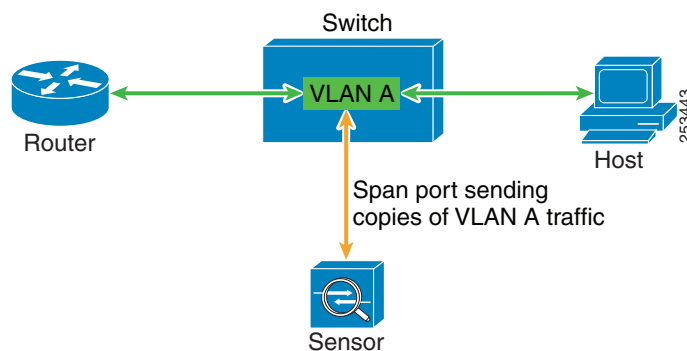 Switch
VLAN A
Router
Host
253443
Span port sending
copies of VLAN A traffic
Sensor